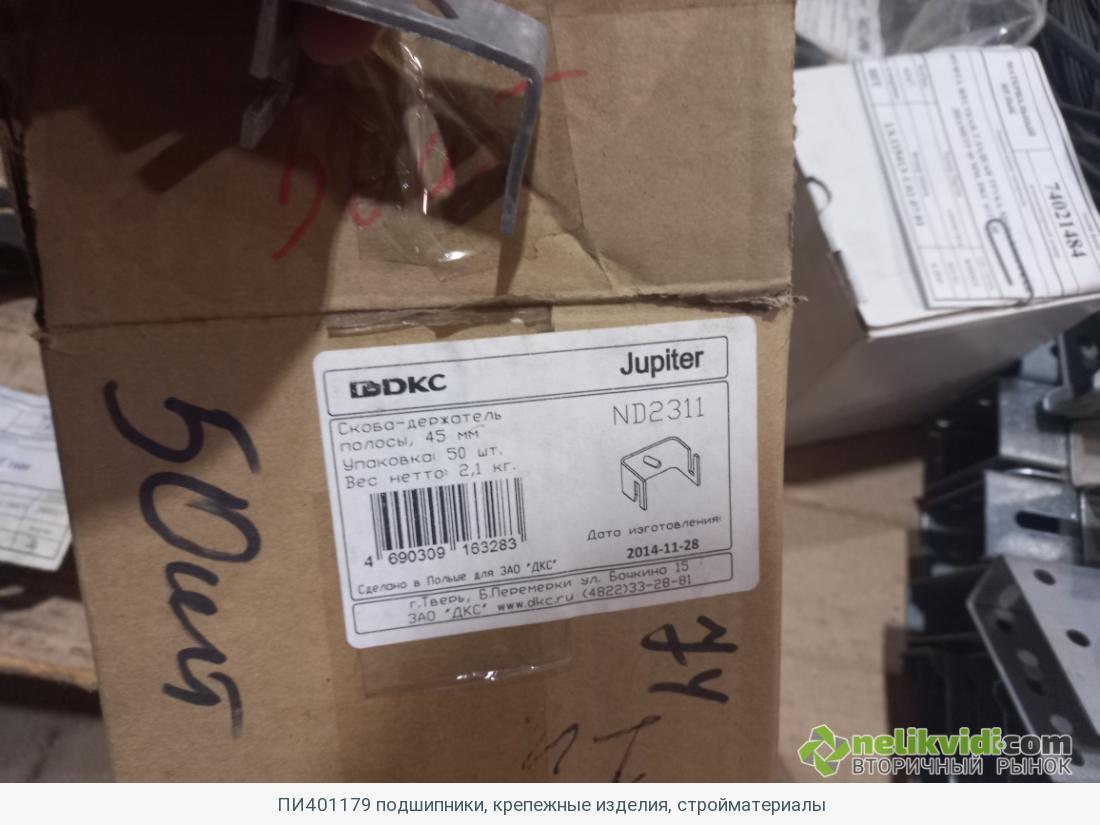 DKC
Jupiter
ND2311
Скоба-держатель
полосы, 45 мм
Упаковка: 50 шт.
Вес нетто: 2,1 кг.
4 690309 163283
Дата изготовления:
2014-11-28
Сделано в Польше для ЗАО "ДКС"
г.Тверь, Б.Перемерки ул. Бочкина 15
ЗАО "ДКС" www.dkc.ru (4822)33-28-81
50шт
МАТЕРИАЛЬНЫЙ
ЯРЛЫК
74021484
nelikvidi.com
ВТОРИЧНЫЙ РЫНОК
ПИ401179 подшипники, крепежные изделия, стройматериалы